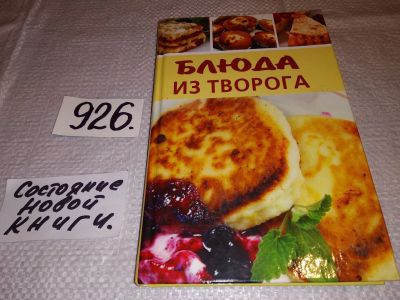 БЛЮДА
ИЗ ТВОРОГА
926.
Состояние
новой
книги.